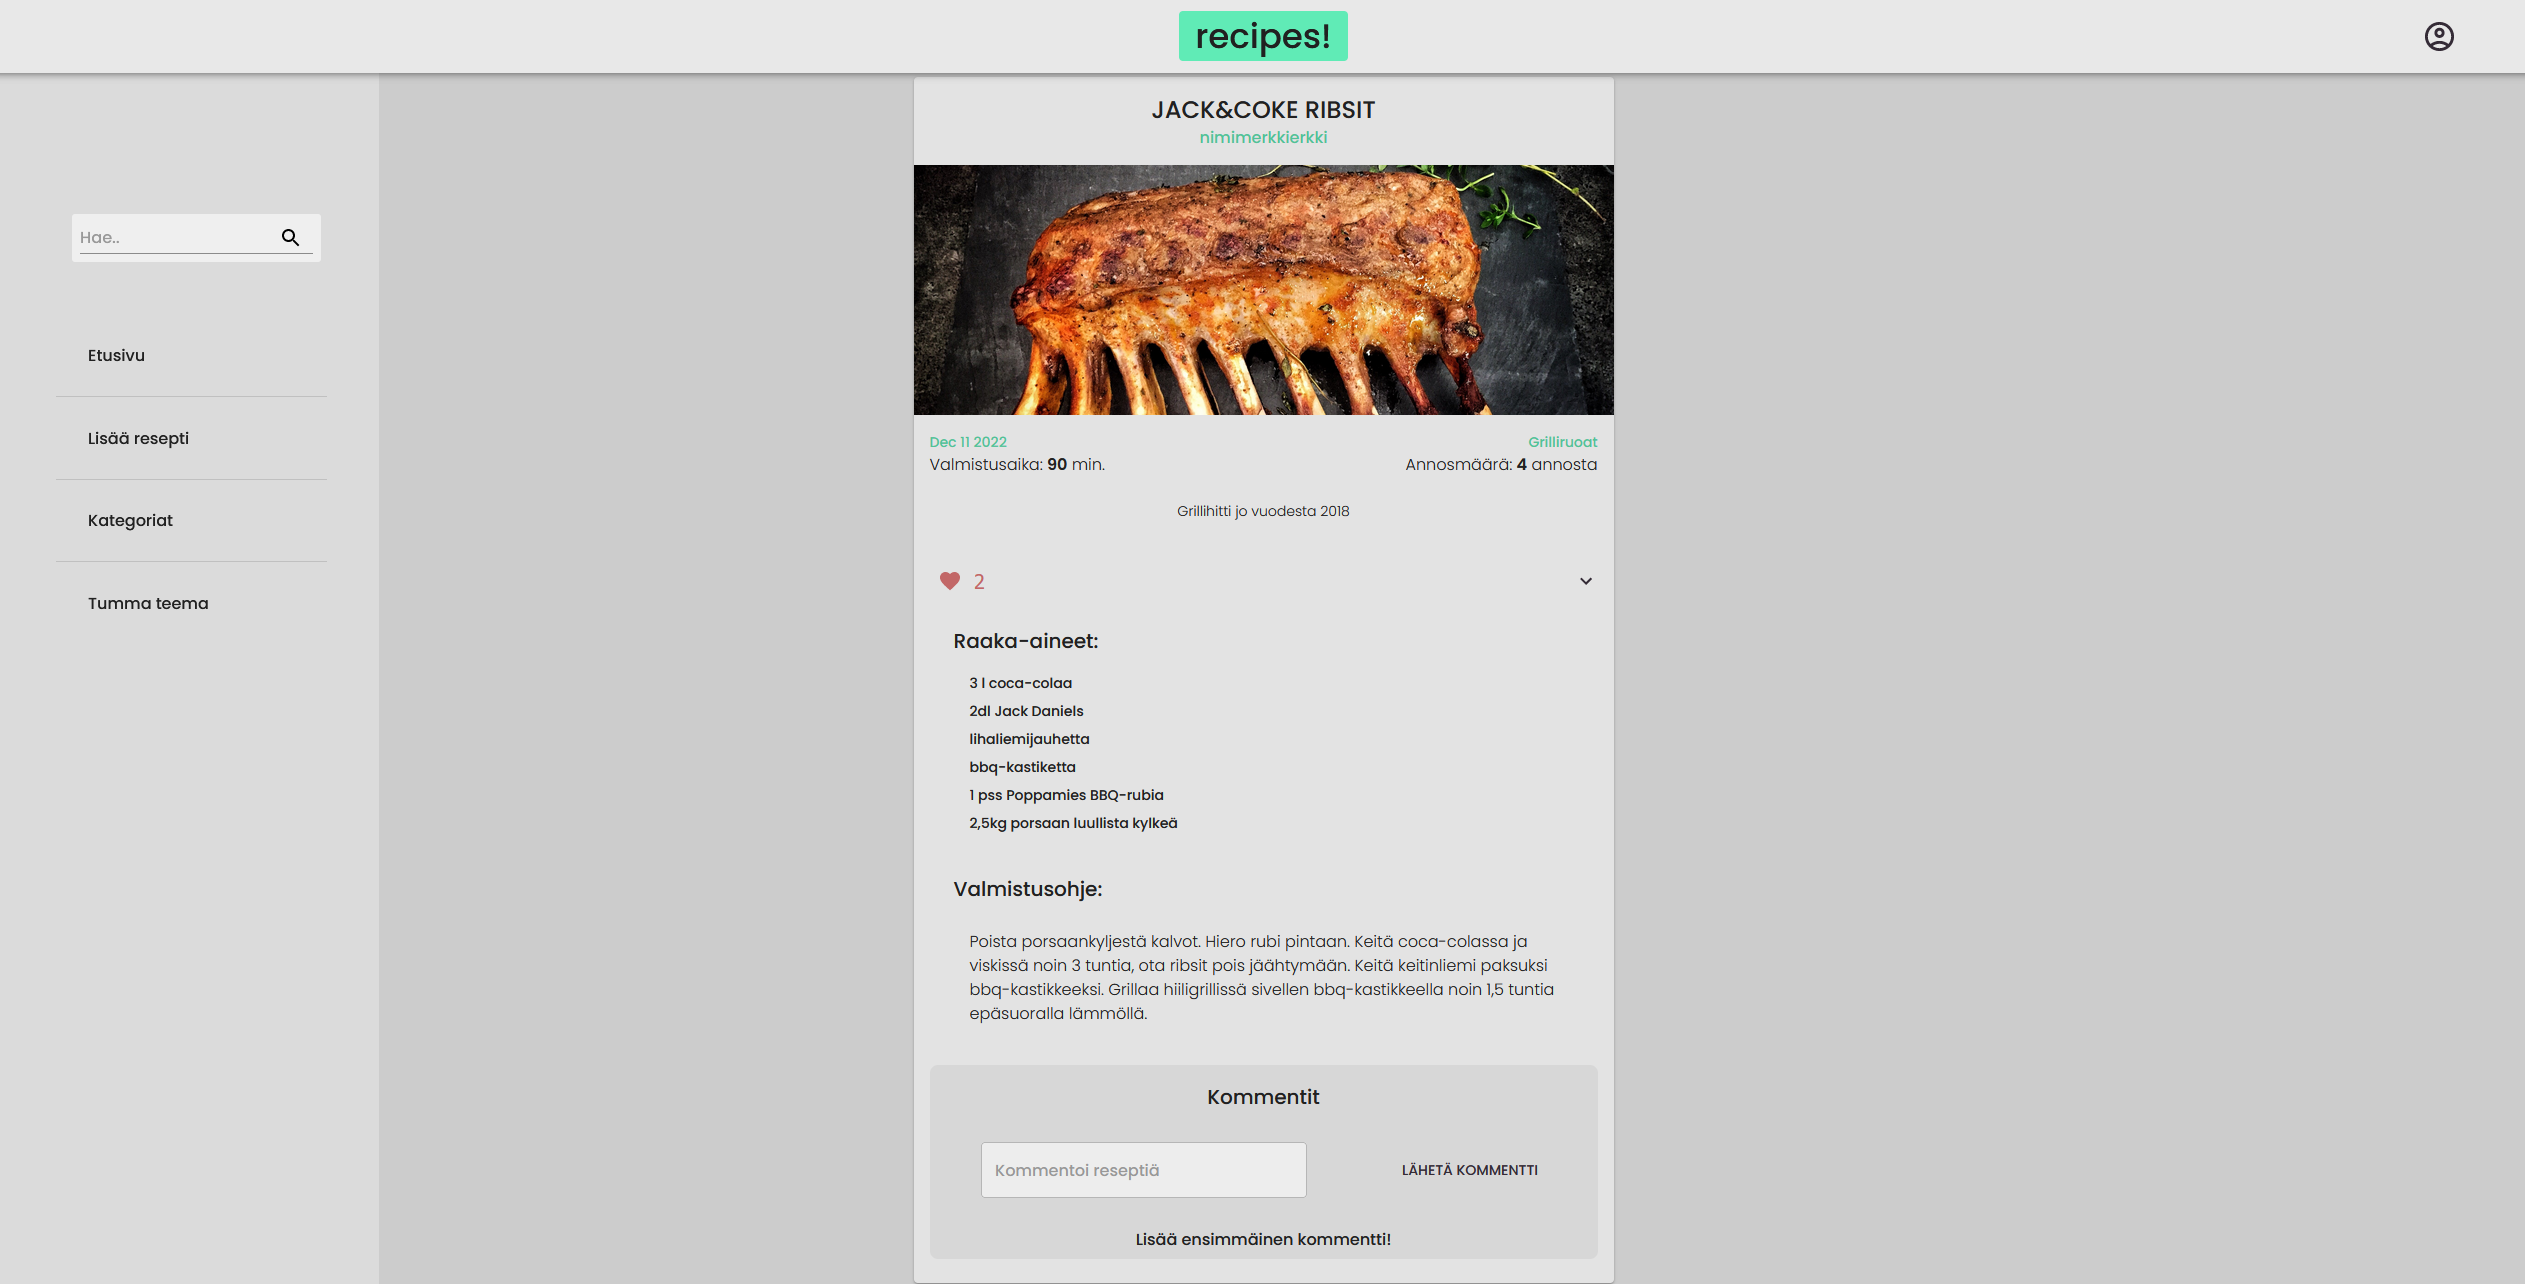 recipes!
Hae..
Etusivu
Lisää resepti
Kategoriat
Tumma teema
JACK&COKE RIBSIT
nimimerkkierkki
Dec 11 2022
Grilliruoat
Valmistusaika: 90 min.
Annosmäärä: 4 annosta
Grillihitti jo vuodesta 2018
2
Raaka-aineet:
3 l coca-colaa
2dl Jack Daniels
lihaliemijauhetta
bbq-kastiketta
1 pss Poppamies BBQ-rubia
2,5kg porsaan luullista kylkeä
Valmistusohje:
Poista porsaankyljestä kalvot. Hiero rubi pintaan. Keitä coca-colassa ja
viskissä noin 3 tuntia, ota ribsit pois jäähtymään. Keitä keitinliemi paksuksi
bbq-kastikkeeksi. Grillaa hiiligrillissä sivellen bbq-kastikkeella noin 1,5 tuntia
epäsuoralla lämmöllä.
Kommentit
Kommentoi reseptiä
LÄHETÄ KOMMENTTI
Lisää ensimmäinen kommentti!